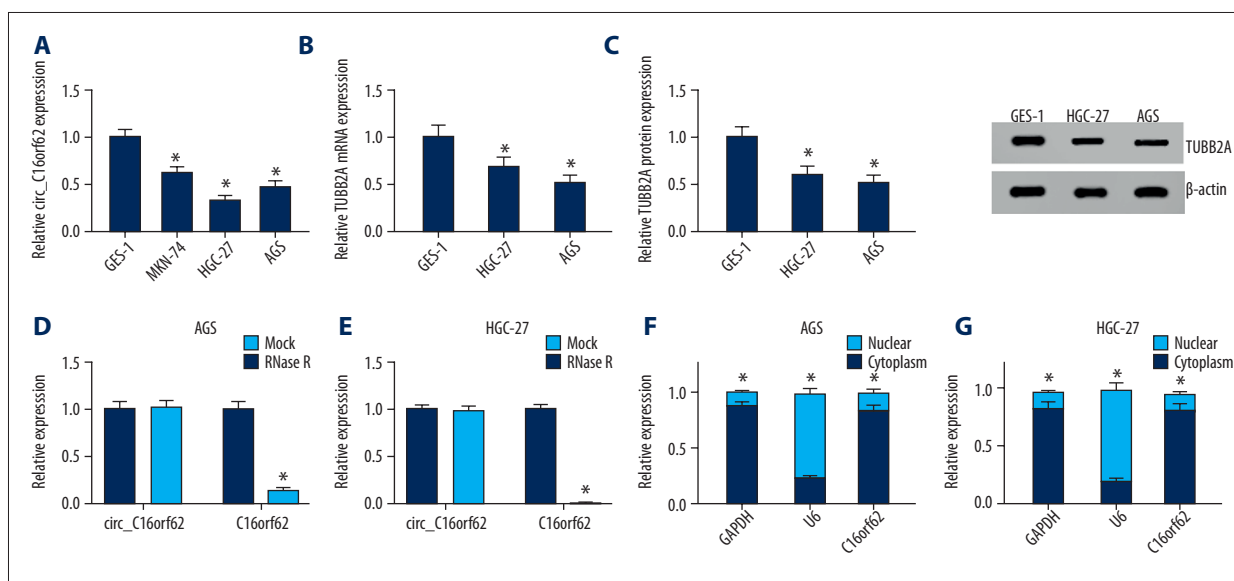 A
Relative circ_C16orf62 expresssion
1.5
1.0
0.5
0.0
GES-1
MKN-74
HGC-27
AGS
*
*
*
B
Relative TUBB2A mRNA expression
1.5
1.0
0.5
0.0
GES-1
HGC-27
AGS
*
*
C
Relative TUBB2A protein expression
1.5
1.0
0.5
0.0
GES-1
HGC-27
AGS
*
*
GES-1 HGC-27 AGS
TUBB2A
β-actin
D
AGS
Mock
RNase R
Relative expression
1.5
1.0
0.5
0.0
circ_C16orf62
C16orf62
*
E
HGC-27
Mock
RNase R
Relative expression
1.5
1.0
0.5
0.0
circ_C16orf62
C16orf62
*
F
AGS
Nuclear
Cytoplasm
Relative expression
1.5
1.0
0.5
0.0
* * *
GAPDH
U6
C16orf62
G
HGC-27
Nuclear
Cytoplasm
Relative expression
1.5
1.0
0.5
0.0
* * *
GAPDH
U6
C16orf62